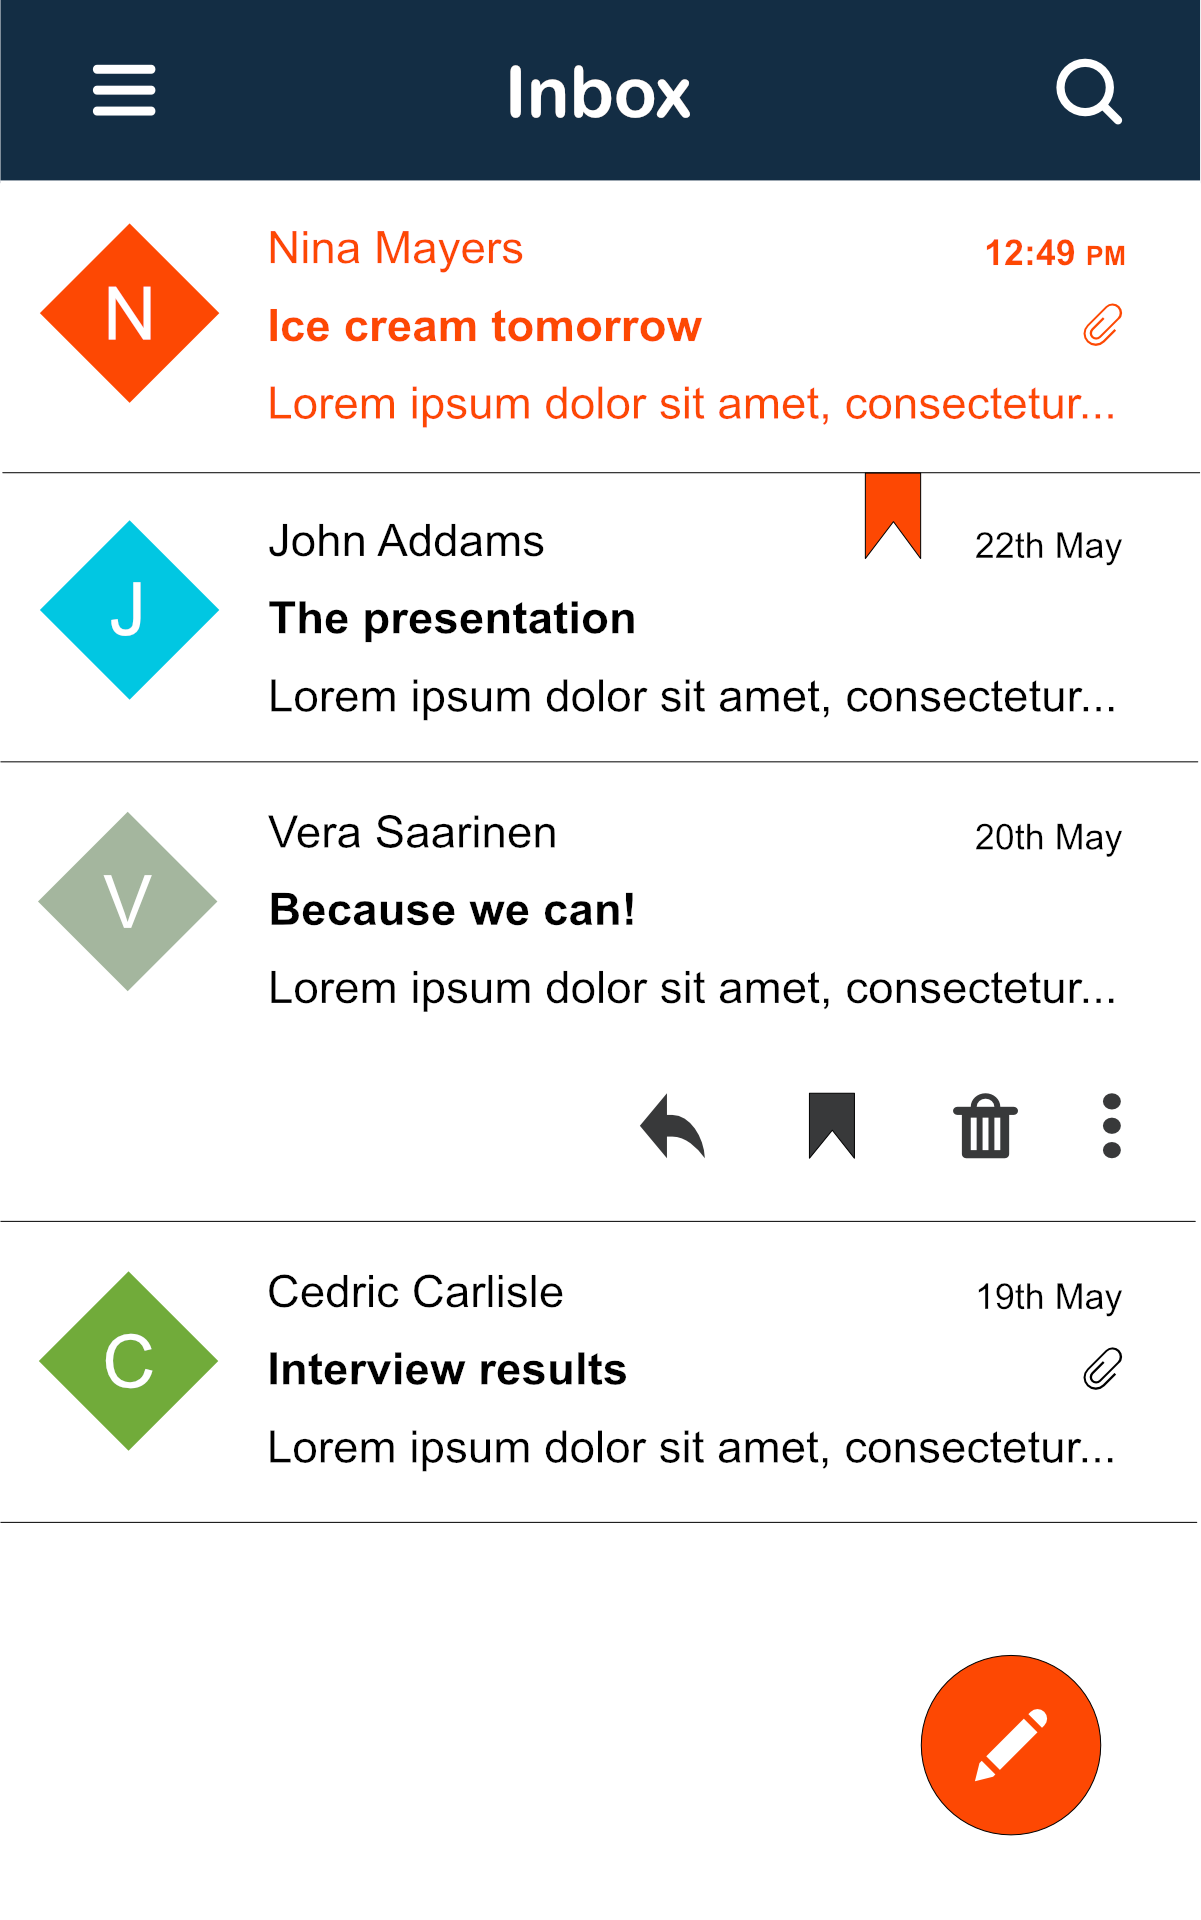 Inbox
N
Nina Mayers
12:49 PM
Ice cream tomorrow
Lorem ipsum dolor sit amet, consectetur...
J
John Addams
22th May
The presentation
Lorem ipsum dolor sit amet, consectetur...
V
Vera Saarinen
20th May
Because we can!
Lorem ipsum dolor sit amet, consectetur...
C
Cedric Carlisle
19th May
Interview results
Lorem ipsum dolor sit amet, consectetur...